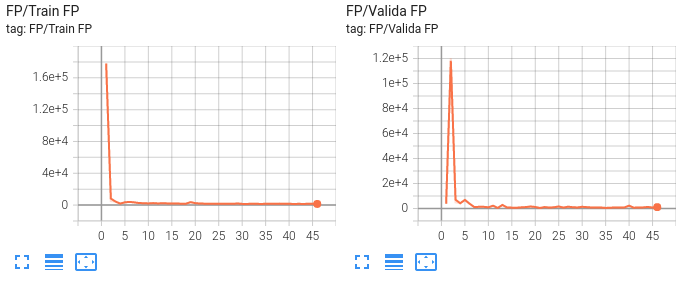 FP/Train FP
tag: FP/Train FP
1.6e+5
1.2e+5
8e+4
4e+4
0
0 5 10 15 20 25 30 35 40 45
FP/Valida FP
tag: FP/Valida FP
1.2e+5
1e+5
8e+4
6e+4
4e+4
2e+4
0
0 5 10 15 20 25 30 35 40 45